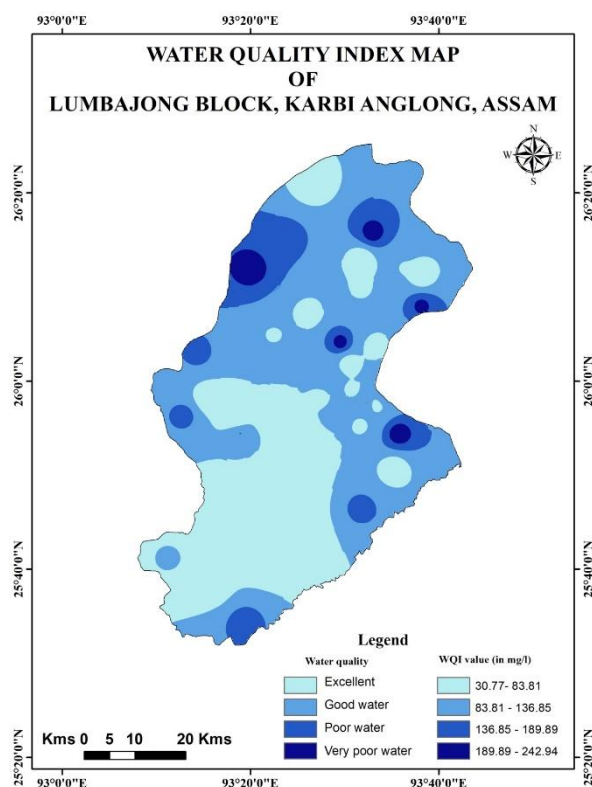 93°0'0"E 93°20'0"E 93°40'0"E
WATER QUALITY INDEX MAP
OF
LUMBAJONG BLOCK, KARBI ANGLONG, ASSAM
N
W E
S
26°20'0"N 26°20'0"N
26°0'0"N 26°0'0"N
25°40'0"N 25°40'0"N
Legend
Water quality WQI value (in mg/l)
Excellent 30.77- 83.81
Good water 83.81 - 136.85
Poor water 136.85 - 189.89
Very poor water 189.89 - 242.94
Kms 0 5 10 20 Kms
25°20'0"N 25°20'0"N
93°0'0"E 93°20'0"E 93°40'0"E